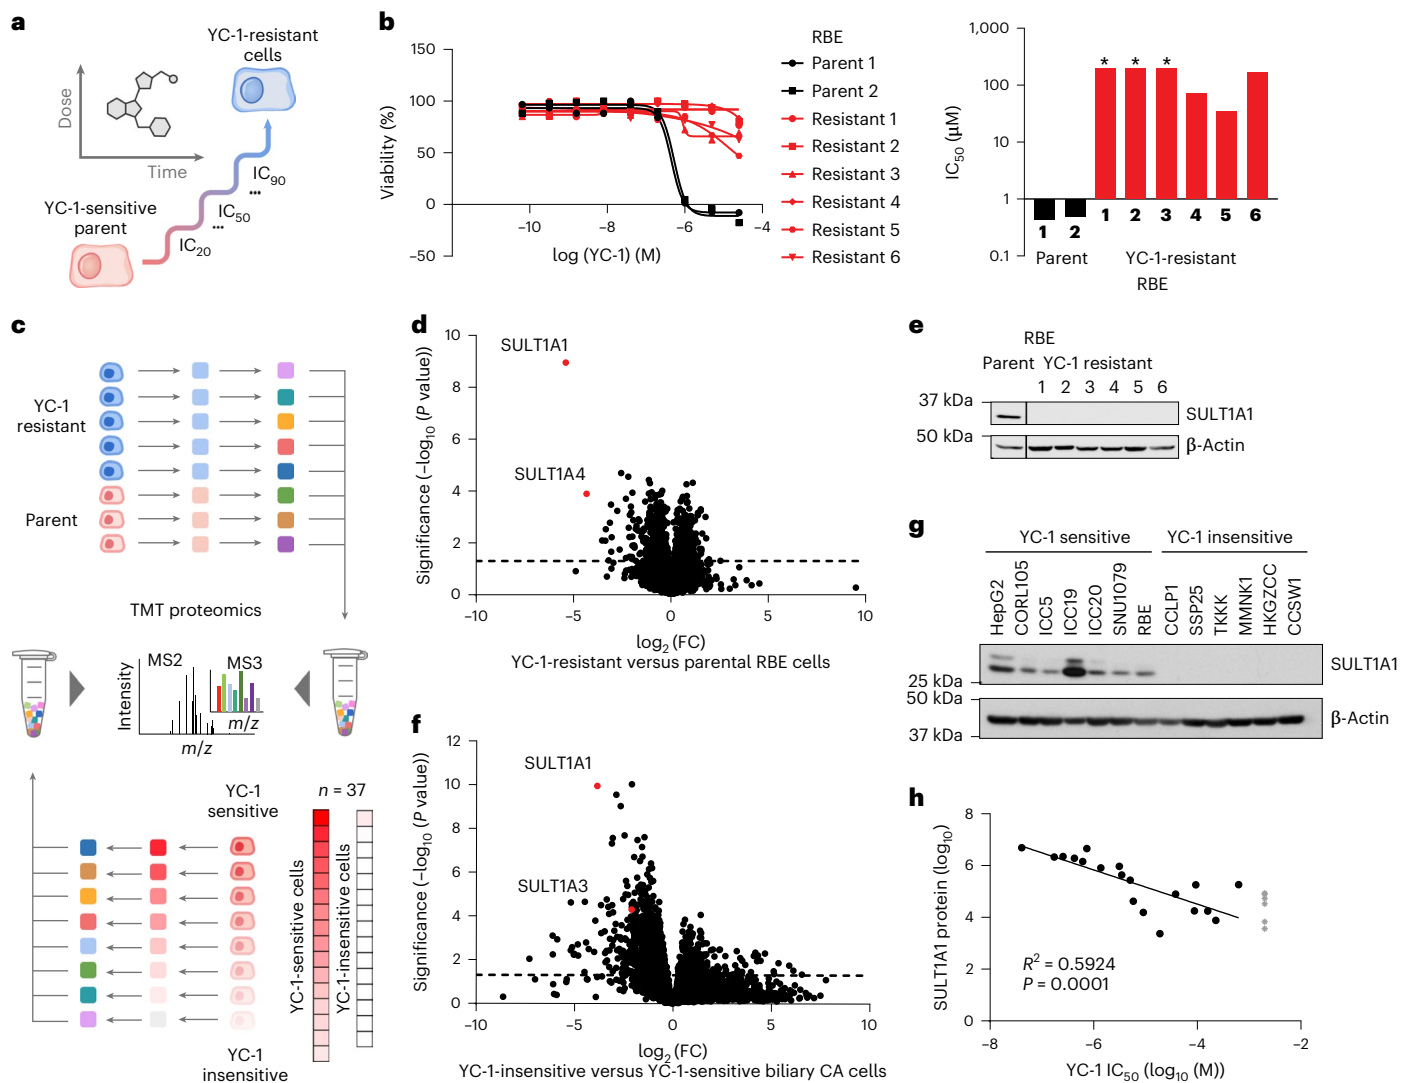 a
YC-1-resistant
cells
Dose
Time
IC90
...
IC50
...
IC20
YC-1-sensitive
parent
b
Viability (%)
150
100
50
0
−50
−10
−8
−6
−4
log (YC-1) (M)
RBE
Parent 1
Parent 2
Resistant 1
Resistant 2
Resistant 3
Resistant 4
Resistant 5
Resistant 6
IC50 (μM)
1,000
100
10
1
0.1
* * *
1 2 1 2 3 4 5 6
Parent YC-1-resistant
RBE
c
YC-1
resistant
Parent
TMT proteomics
MS2
MS3
Intensity
m/z
m/z
YC-1
sensitive
n = 37
YC-1-sensitive cells
YC-1-insensitive cells
YC-1
insensitive
d
Significance (−log10 (P value))
10
8
6
4
2
0
SULT1A1
SULT1A4
−10 −5 0 5 10
log2 (FC)
YC-1-resistant versus parental RBE cells
e
RBE
Parent YC-1 resistant
1 2 3 4 5 6
37 kDa
SULT1A1
50 kDa
β-Actin
f
Significance (−log10 (P value))
12
10
8
6
4
2
0
SULT1A1
SULT1A3
−10 −5 0 5 10
log2 (FC)
YC-1-insensitive versus YC-1-sensitive biliary CA cells
g
YC-1 sensitive YC-1 insensitive
HepG2
CORL105
ICC5
ICC19
ICC20
SNU1079
RBE
CCLP1
SSP25
TKKK
MMNK1
HKGZCC
CCSW1
SULT1A1
25 kDa
50 kDa
β-Actin
37 kDa
h
SULT1A1 protein (log10)
8
6
4
2
0
R2 = 0.5924
P = 0.0001
−8 −6 −4 −2
YC-1 IC50 (log10 (M))